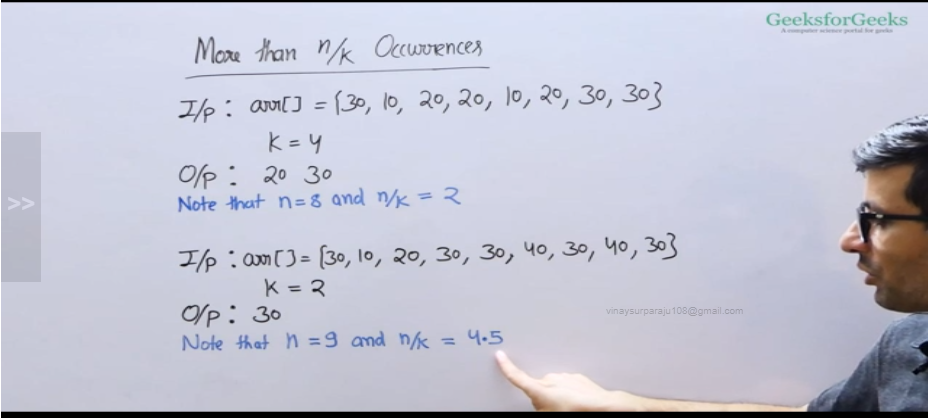 GeeksforGeeks
A computer science portal for geeks
More than n/k Occurrences
I/p : arr[] = {30, 10, 20, 20, 10, 20, 30, 30}
K = 4
O/p : 20 30
Note that n=8 and n/k = 2
>>
I/p : arr[] = {30, 10, 20, 30, 30, 40, 30, 40, 30}
K = 2
O/p : 30
vinaysurparaju108@gmail.com
Note that n = 9 and n/k = 4.5